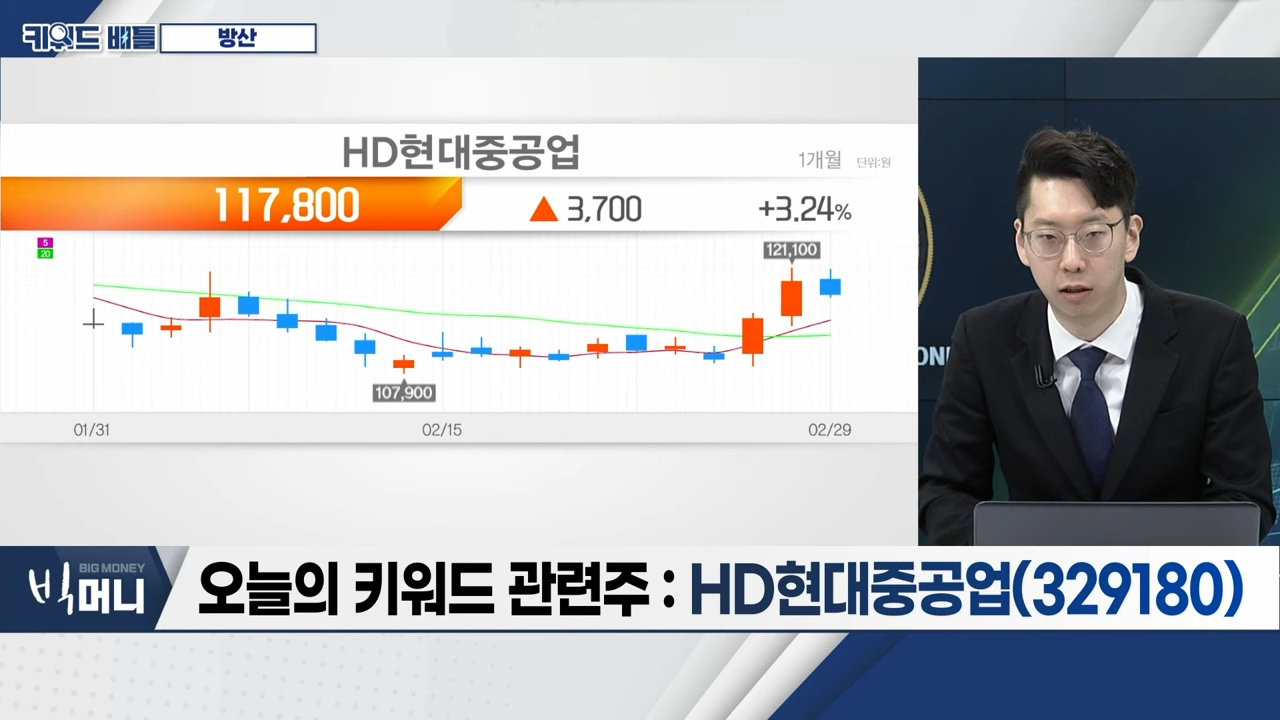 키워드 배틀
방산
HD현대중공업
1개월 단위:원
117,800 ▲ 3,700 +3.24%
5
20
121,100
107,900
01/31 02/15 02/29
ON
빅머니 BIG MONEY
오늘의 키워드 관련주 : HD현대중공업(329180)